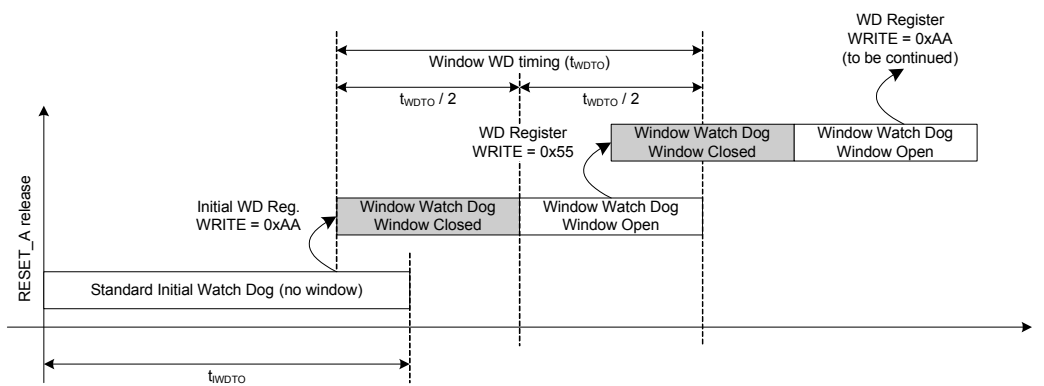 WD Register
WRITE = 0xAA
(to be continued)
Window WD timing (tWDTO)
tWDTO / 2
tWDTO / 2
WD Register
WRITE = 0x55
Window Watch Dog
Window Closed
Window Watch Dog
Window Open
Initial WD Reg.
WRITE = 0xAA
Window Watch Dog
Window Closed
Window Watch Dog
Window Open
RESET_A release
Standard Initial Watch Dog (no window)
tIWDTO